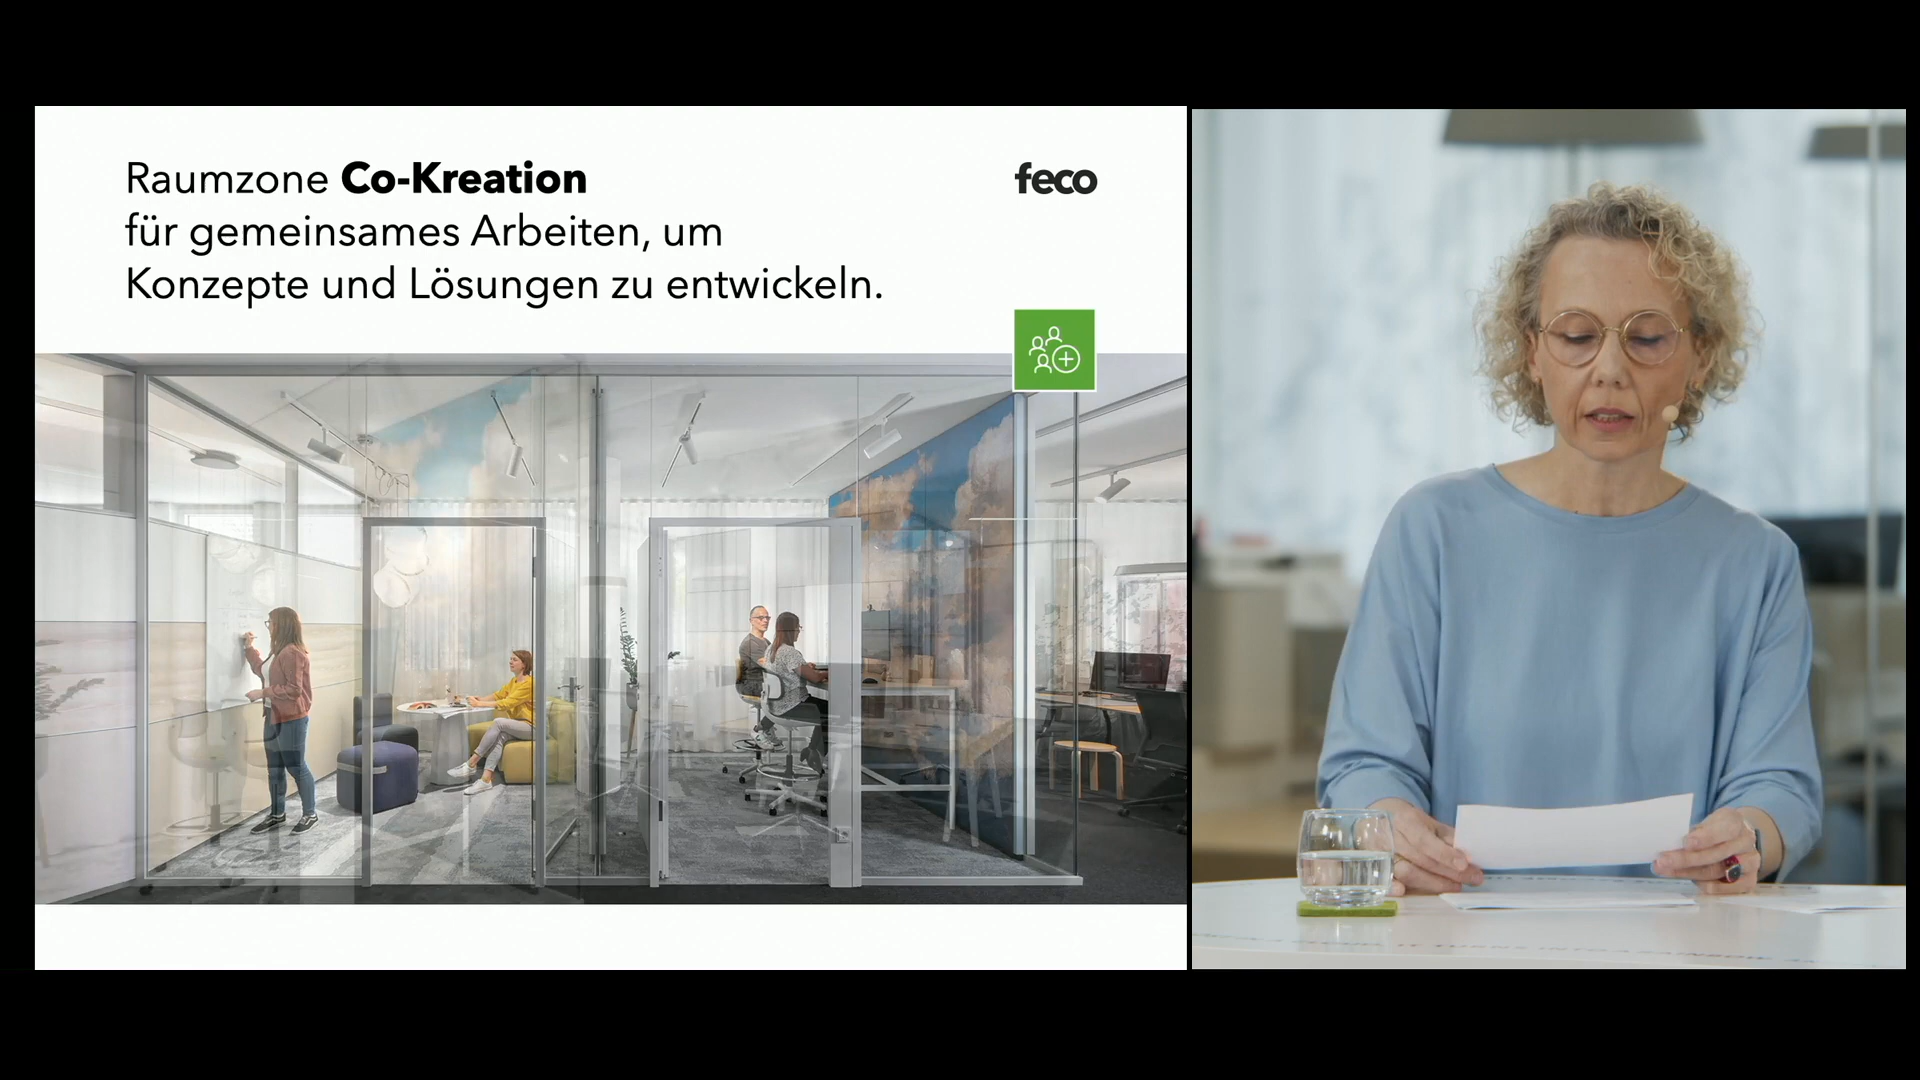 Raumzone Co-Kreation
feco
für gemeinsames Arbeiten, um
Konzepte und Lösungen zu entwickeln.